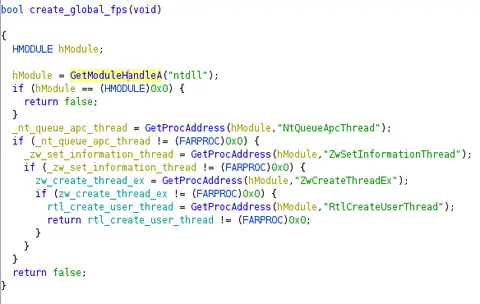 bool create_global_fps(void)
{
HMODULE hModule;
hModule = GetModuleHandleA("ntdll");
if (hModule == (HMODULE)0x0) {
return false;
}
_nt_queue_apc_thread = GetProcAddress(hModule,"NtQueueApcThread");
if (_nt_queue_apc_thread != (FARPROC)0x0) {
_zw_set_information_thread = GetProcAddress(hModule,"ZwSetInformationThread");
if (_zw_set_information_thread != (FARPROC)0x0) {
zw_create_thread_ex = GetProcAddress(hModule,"ZwCreateThreadEx");
if (zw_create_thread_ex != (FARPROC)0x0) {
rtl_create_user_thread = GetProcAddress(hModule,"RtlCreateUserThread");
return rtl_create_user_thread != (FARPROC)0x0;
}
}
}
return false;
}